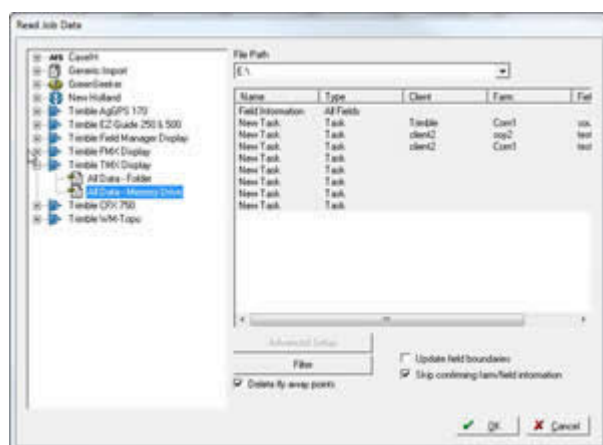 Read Job Data
AFS CaseIH
Generic Import
GreenSeeker
New Holland
Trimble AgGPS 170
Trimble EZ-Guide 250 & 500
Trimble Field Manager Display
Trimble FMX Display
Trimble TMX Display
All Data - Folder
All Data - Memory Drive
Trimble CFX 750
Trimble WM-Topo
File Path
E:\
Name Type Client Farm Fiel
Field Information All Fields
New Task Task Trimble Corn1
New Task Task client2 test
New Task Task client2 Corn1 test
New Task Task
New Task Task
New Task Task
New Task Task
New Task Task
Advanced Setup
Filter
Update field boundaries
Delete fly away points
Skip confirming farm/field information
OK Cancel